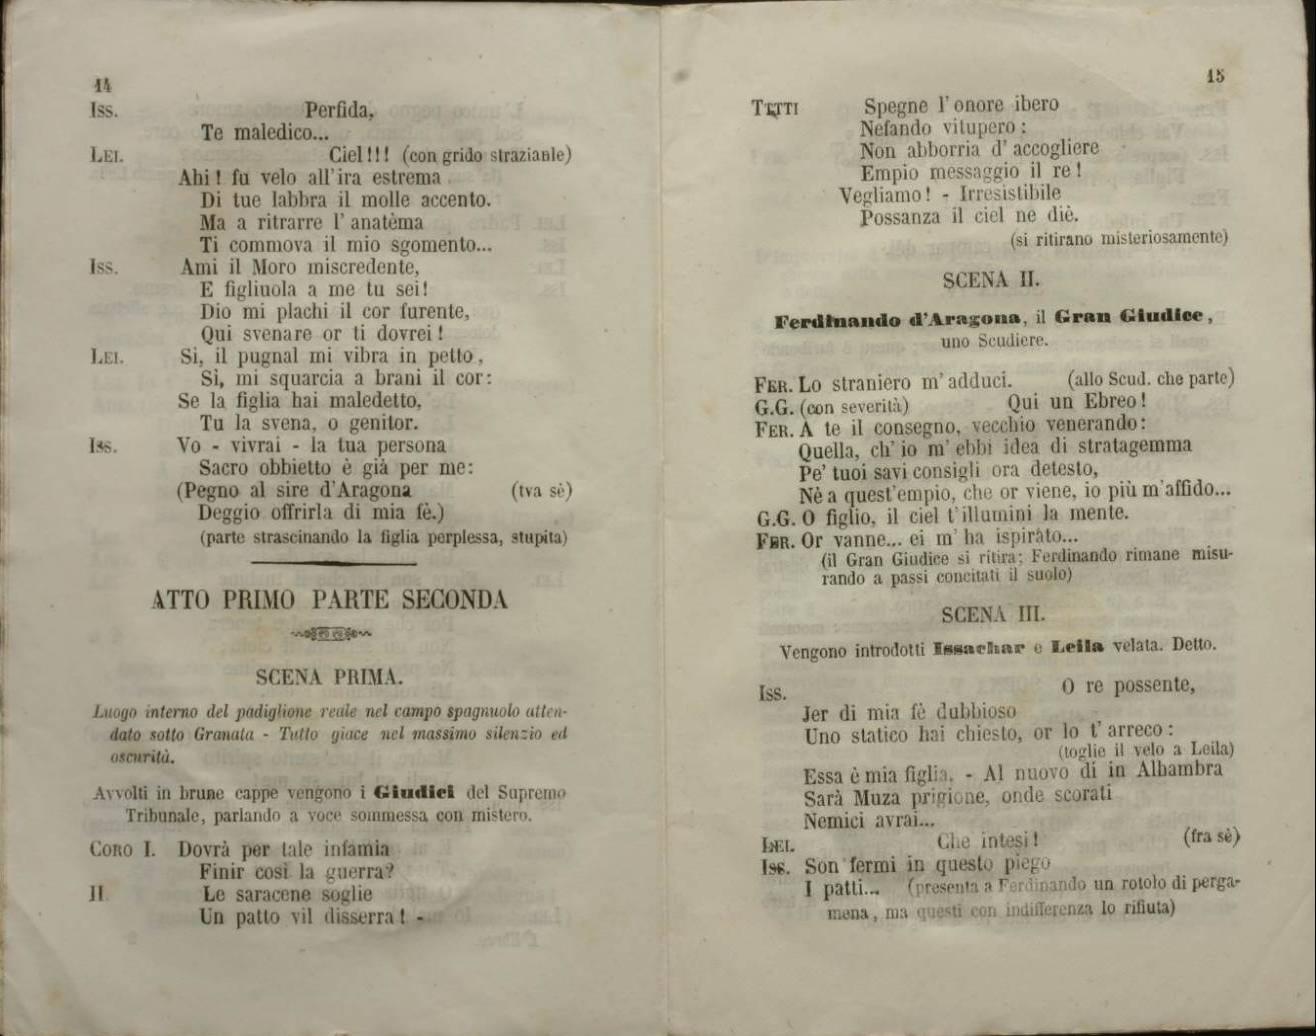 14
Iss. Perfida,
Te maledico...
Lei. Ciel!!! (con grido straziante)
Ahi! fu velo all'ira estrema
Di tue labbra il molle accento.
Ma a ritrarre l'anatèma
Ti commova il mio sgomento...
Iss. Ami il Moro miscredente,
E figliuola a me tu sei!
Dio mi plachi il cor furente,
Qui svenare or ti dovrei!
Lei. Si, il pugnal mi vibra in petto,
Si, mi squarcia a brani il cor:
Se la figlia hai maledetto,
Tu la svena, o genitor.
Iss. Vo - vivrai - la tua persona
Sacro obbietto è già per me:
(Pegno al sire d'Aragona (tva sè)
Deggio offrirla di mia fè.)
(parte strascinando la figlia perplessa, stupita)
ATTO PRIMO PARTE SECONDA
SCENA PRIMA.
Luogo interno del padiglione reale nel campo spagnuolo atten-
dato sotto Granata - Tutto giace nel massimo silenzio ed
oscurità.
Avvolti in brune cappe vengono i Giudici del Supremo
Tribunale, parlando a voce sommessa con mistero.
Coro I. Dovrà per tale infamia
Finir così la guerra?
II Le saracene soglie
Un patto vil disserra! -
15
Tutti Spegne l'onore ibero
Nefando vitupero:
Non abborria d'accogliere
Empio messaggio il re!
Vegliamo! - Irresistibile
Possanza il ciel ne diè.
(si ritirano misteriosamente)
SCENA II.
Ferdinando d'Aragona, il Gran Giudice,
uno Scudiere.
Fer. Lo straniero m'adduci. (allo Scud. che parte)
G.G. (con severità) Qui un Ebreo!
Fer. A te il consegno, vecchio venerando:
Quella, ch'io m'ebbi idea di stratagemma
Pe' tuoi savi consigli ora detesto,
Nè a quest'empio, che or viene, io più m'affido...
G.G. O figlio, il ciel t'illumini la mente.
Fer. Or vanne... ei m'ha ispirato...
(il Gran Giudice si ritira; Ferdinando rimane misu-
rando a passi concitati il suolo)
SCENA III.
Vengono introdotti Issachar e Leila velata. Detto.
Iss. O re possente,
Jer di mia fè dubbioso
Uno statico hai chiesto, or lo t'arreco:
(toglie il velo a Leila)
Essa è mia figlia. - Al nuovo di in Alhambra
Sarà Muza prigione, onde scorati
Nemici avrai...
Lei. Che intesi! (fra sè)
Iss. Son fermi in questo piego
I patti... (presenta a Ferdinando un rotolo di perga-
mena, ma questi con indifferenza lo rifiuta)